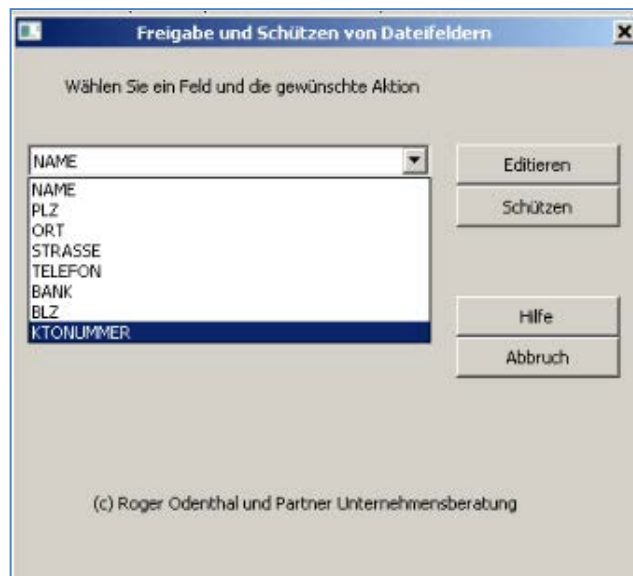 Freigabe und Schützen von Dateifeldern
Wählen Sie ein Feld und die gewünschte Aktion
NAME
Editieren
NAME
PLZ
ORT
STRASSE
TELEFON
BANK
BLZ
KTONUMMER
Schützen
Hilfe
Abbruch
(c) Roger Odenthal und Partner Unternehmensberatung